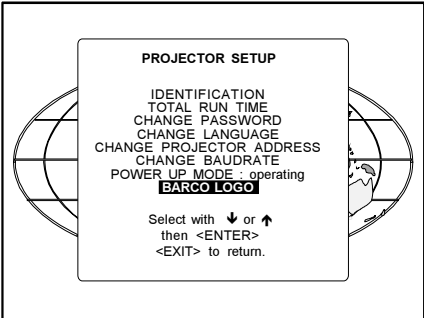 PROJECTOR SETUP
IDENTIFICATION
TOTAL RUN TIME
CHANGE PASSWORD
CHANGE LANGUAGE
CHANGE PROJECTOR ADDRESS
CHANGE BAUDRATE
POWER UP MODE : operating
BARCO LOGO
Select with ↓ or ↑
then <ENTER>
<EXIT> to return.